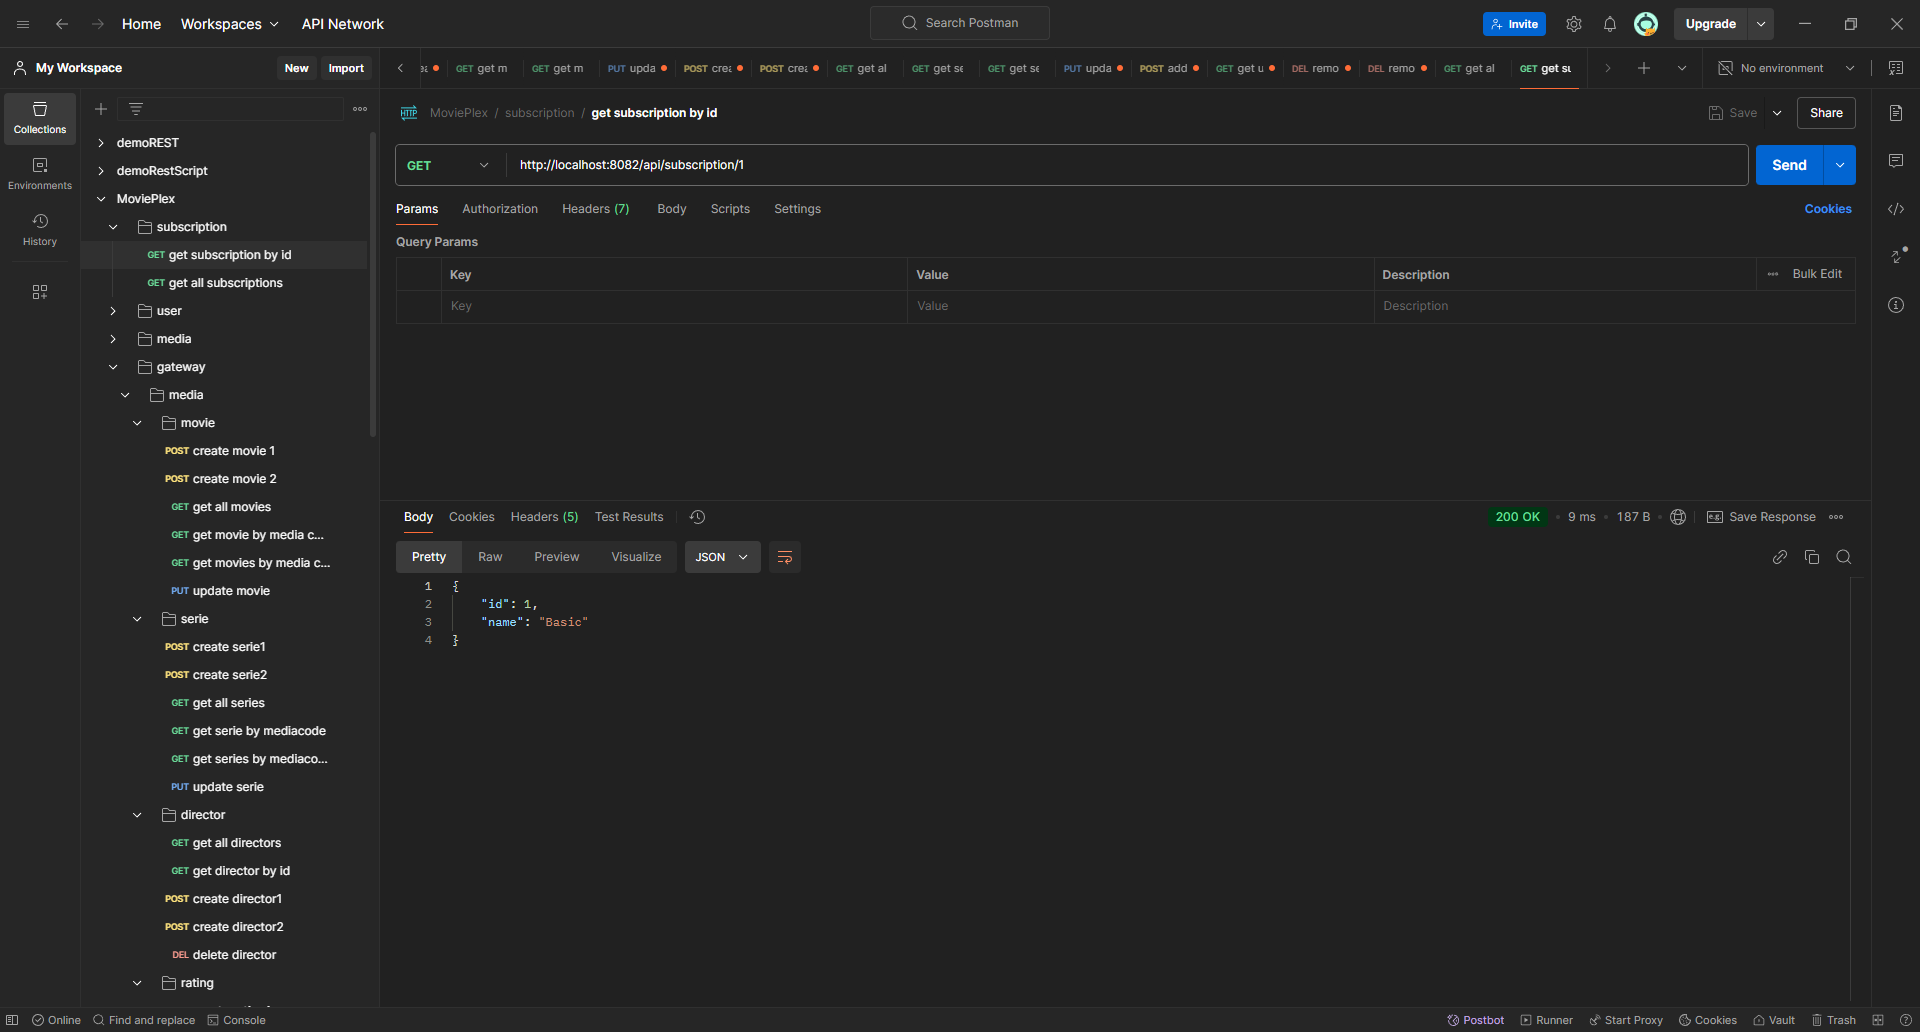 Home Workspaces API Network Search Postman Invite Upgrade
My Workspace New Import
GET get m GET get m PUT upda POST crea POST crea GET get al GET get se GET get se PUT upda POST add GET get u DEL remo DEL remo GET get al GET get su No environment
Collections
Environments
History
demoREST
demoRestScript
MoviePlex
subscription
GET get subscription by id
GET get all subscriptions
user
media
gateway
media
movie
POST create movie 1
POST create movie 2
GET get all movies
GET get movie by media c...
GET get movies by media c...
PUT update movie
serie
POST create serie1
POST create serie2
GET get all series
GET get serie by mediacode
GET get series by mediaco...
PUT update serie
director
GET get all directors
GET get director by id
POST create director1
POST create director2
DEL delete director
rating
HTTP MoviePlex / subscription / get subscription by id Save Share
GET http://localhost:8082/api/subscription/1 Send
Params Authorization Headers (7) Body Scripts Settings Cookies
Query Params
Key Value Description Bulk Edit
Key Value Description
Body Cookies Headers (5) Test Results 200 OK • 9 ms • 187 B • e.g. Save Response
Pretty Raw Preview Visualize JSON
1 {
2 "id": 1,
3 "name": "Basic"
4 }
Online Find and replace Console Postbot Runner Start Proxy Cookies Vault Trash